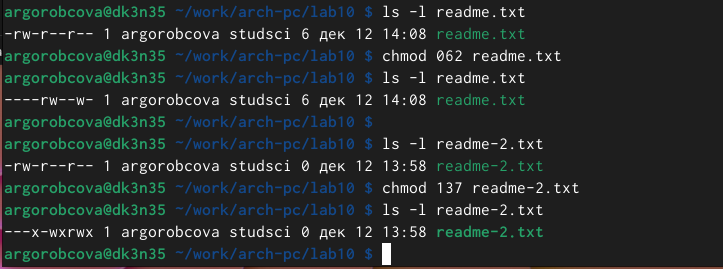 argorobcova@dk3n35 ~/work/arch-pc/lab10 $ ls -l readme.txt
-rw-r--r-- 1 argorobcova studsci 6 дек 12 14:08 readme.txt
argorobcova@dk3n35 ~/work/arch-pc/lab10 $ chmod 062 readme.txt
argorobcova@dk3n35 ~/work/arch-pc/lab10 $ ls -l readme.txt
----rw--w- 1 argorobcova studsci 6 дек 12 14:08 readme.txt
argorobcova@dk3n35 ~/work/arch-pc/lab10 $
argorobcova@dk3n35 ~/work/arch-pc/lab10 $ ls -l readme-2.txt
-rw-r--r-- 1 argorobcova studsci 0 дек 12 13:58 readme-2.txt
argorobcova@dk3n35 ~/work/arch-pc/lab10 $ chmod 137 readme-2.txt
argorobcova@dk3n35 ~/work/arch-pc/lab10 $ ls -l readme-2.txt
---x-wxrwx 1 argorobcova studsci 0 дек 12 13:58 readme-2.txt
argorobcova@dk3n35 ~/work/arch-pc/lab10 $